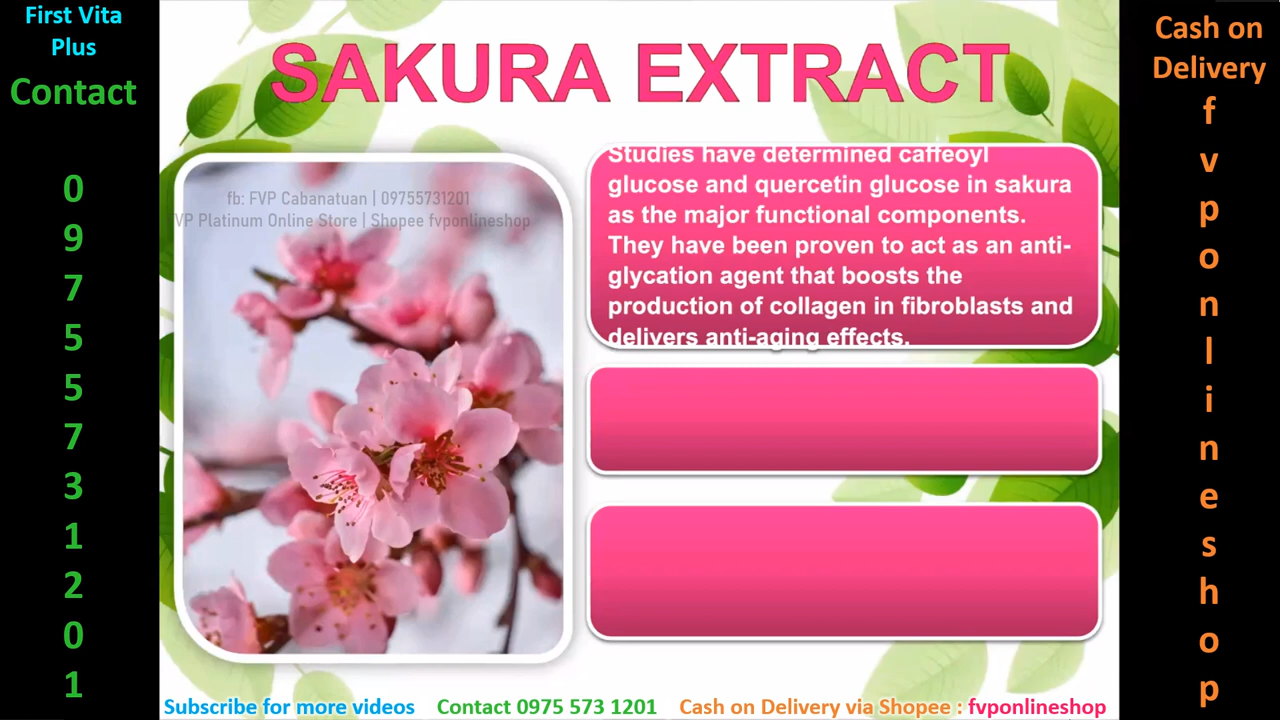 First Vita
Plus
Contact
0
9
7
5
5
7
3
1
2
0
1
SAKURA EXTRACT
fb: FVP Cabanatuan | 09755731201
VP Platinum Online Store | Shopee fvponlineshop
Studies have determined caffeoyl
glucose and quercetin glucose in sakura
as the major functional components.
They have been proven to act as an anti-
glycation agent that boosts the
production of collagen in fibroblasts and
delivers anti-aging effects.
Cash on
Delivery
f
v
p
o
n
l
i
n
e
s
h
o
p
Subscribe for more videos Contact 0975 573 1201 Cash on Delivery via Shopee : fvponlineshop